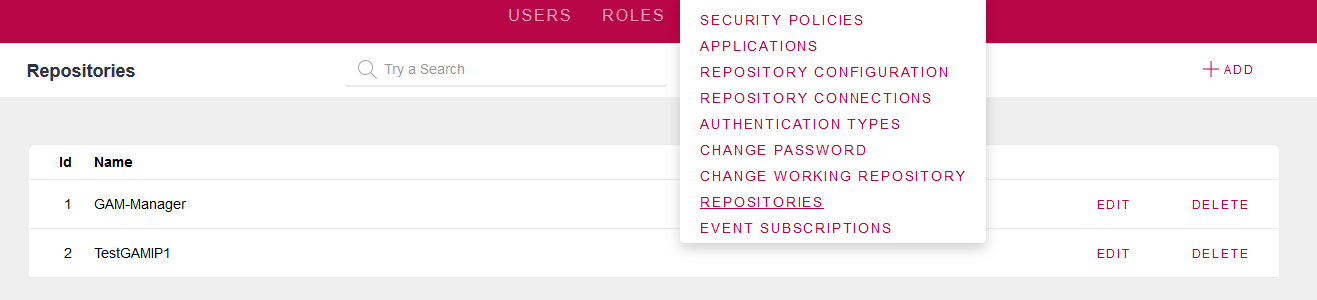 USERS ROLES
SECURITY POLICIES
APPLICATIONS
REPOSITORY CONFIGURATION
REPOSITORY CONNECTIONS
AUTHENTICATION TYPES
CHANGE PASSWORD
CHANGE WORKING REPOSITORY
REPOSITORIES
EVENT SUBSCRIPTIONS
Repositories Try a Search ADD
Id Name
1 GAM-Manager EDIT DELETE
2 TestGAMIP1 EDIT DELETE